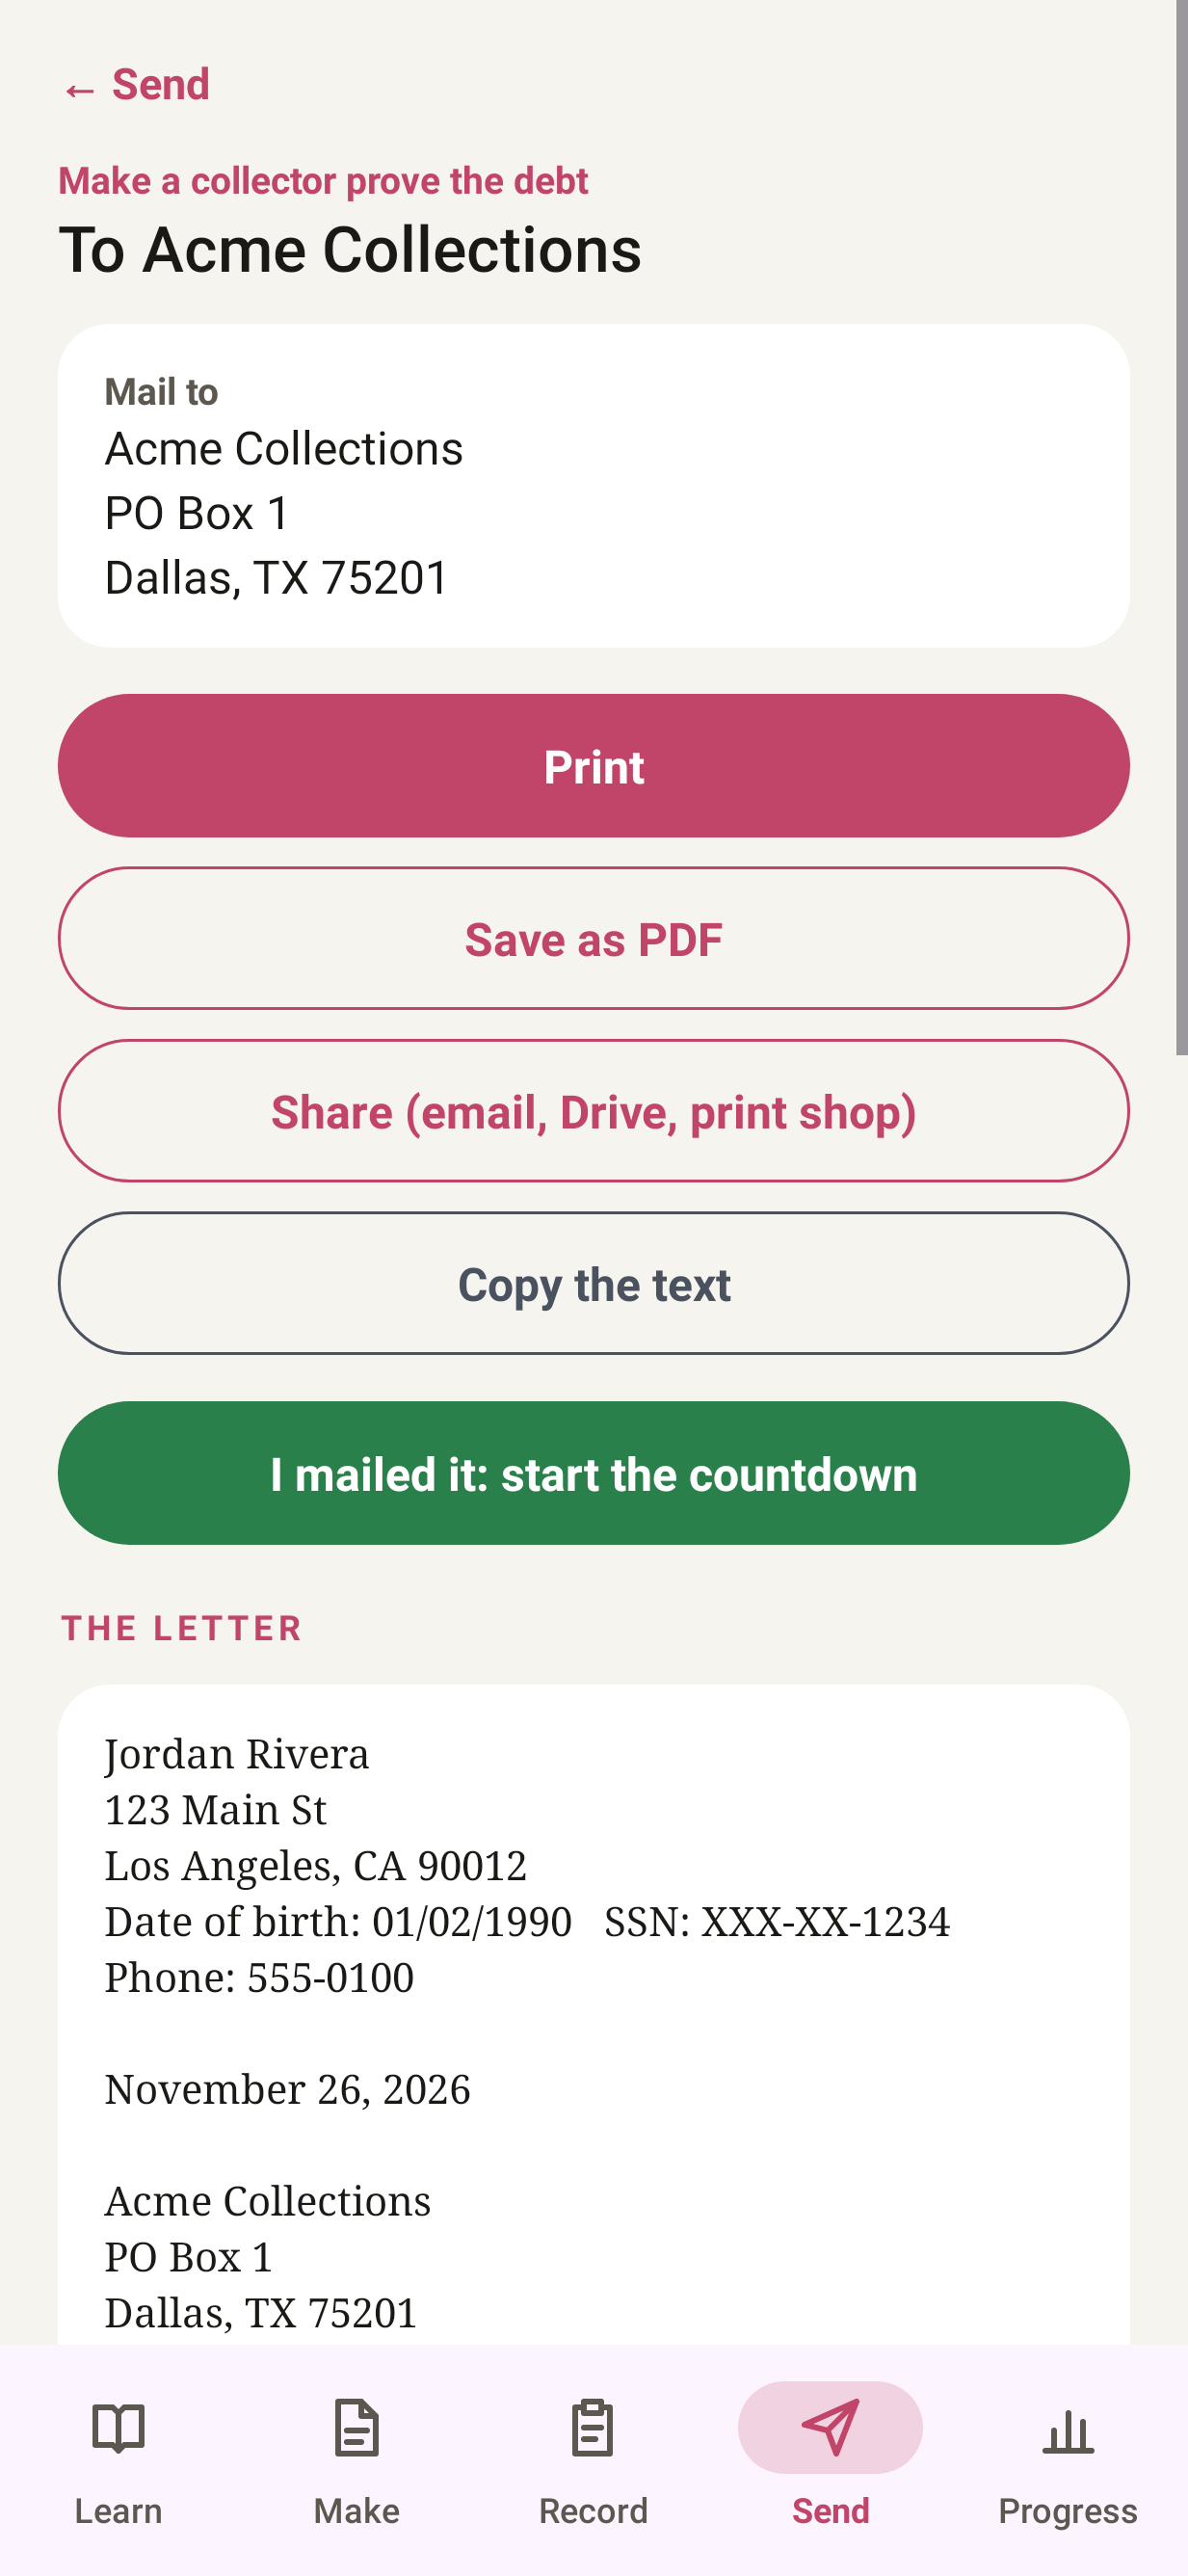 ← Send
Make a collector prove the debt
To Acme Collections
Mail to
Acme Collections
PO Box 1
Dallas, TX 75201
Print
Save as PDF
Share (email, Drive, print shop)
Copy the text
I mailed it: start the countdown
THE LETTER
Jordan Rivera
123 Main St
Los Angeles, CA 90012
Date of birth: 01/02/1990   SSN: XXX-XX-1234
Phone: 555-0100
November 26, 2026
Acme Collections
PO Box 1
Dallas, TX 75201
Learn
Make
Record
Send
Progress